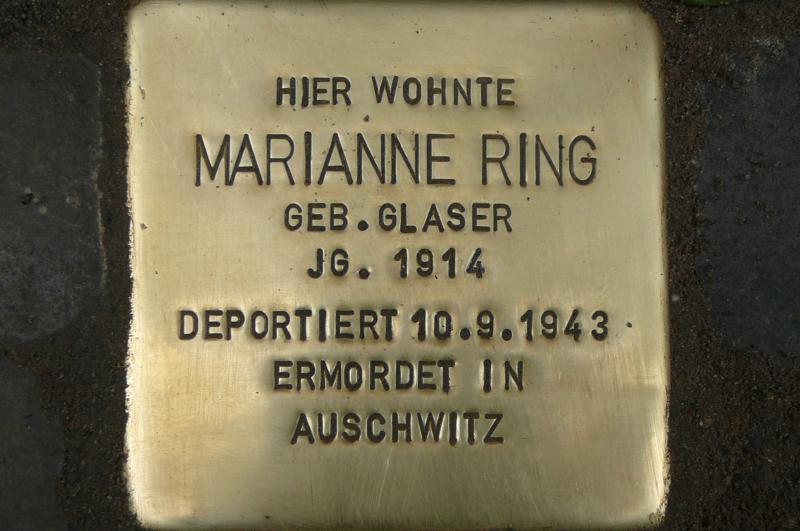 HIER WOHNTE
MARIANNE RING
GEB. GLASER
JG. 1914
DEPORTIERT 10.9.1943
ERMORDET IN
AUSCHWITZ